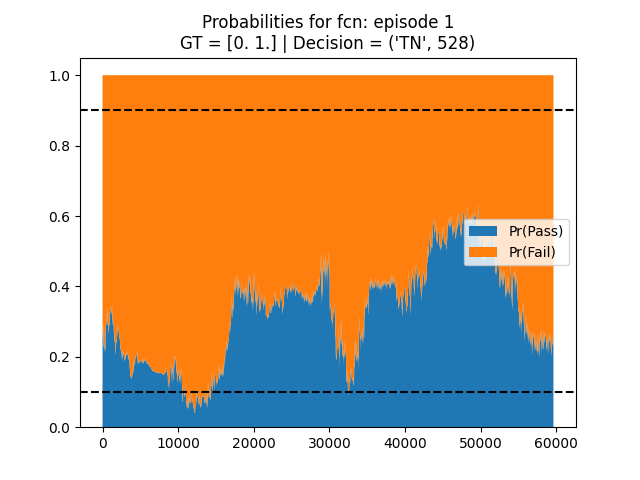 Probabilities for fcn: episode 1
GT = [0. 1.] | Decision = ('TN', 528)
1.0
0.8
0.6
0.4
0.2
0.0
Pr(Pass)
Pr(Fail)
0 10000 20000 30000 40000 50000 60000